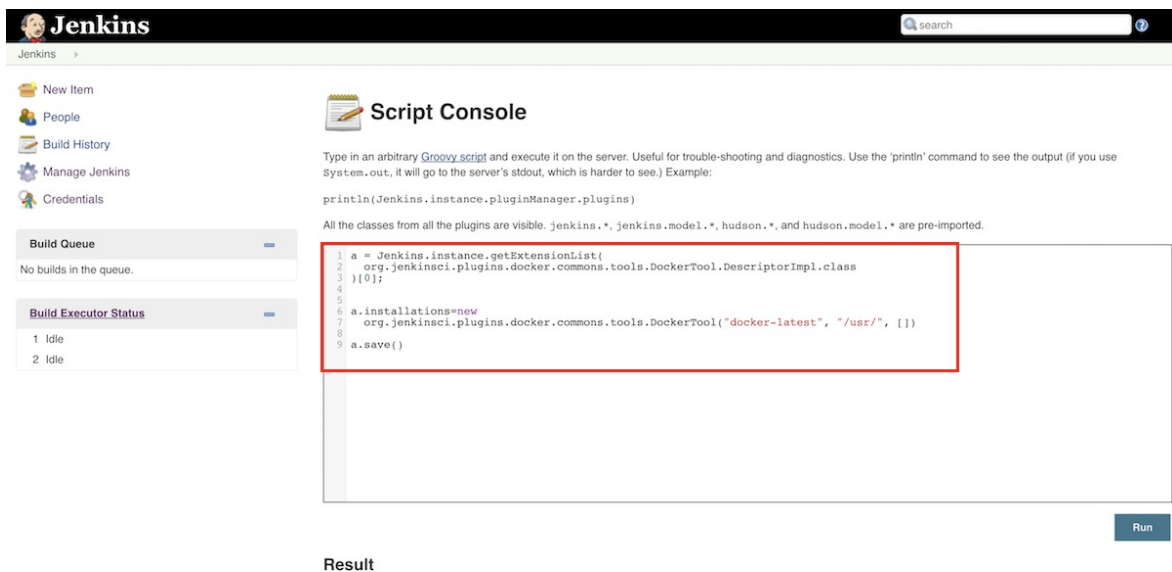 Jenkins
search
Jenkins
New Item
People
Build History
Manage Jenkins
Credentials
Build Queue
No builds in the queue.
Build Executor Status
1 Idle
2 Idle
Script Console
Type in an arbitrary Groovy script and execute it on the server. Useful for trouble-shooting and diagnostics. Use the 'println' command to see the output (if you use
System.out, it will go to the server's stdout, which is harder to see.) Example:
println(Jenkins.instance.pluginManager.plugins)
All the classes from all the plugins are visible. jenkins.*, jenkins.model.*, hudson.*, and hudson.model.* are pre-imported.
1 a = Jenkins.instance.getExtensionList(
2 org.jenkinsci.plugins.docker.commons.tools.DockerTool.DescriptorImpl.class
3 )[0];
4
5
6 a.installations=new
7 org.jenkinsci.plugins.docker.commons.tools.DockerTool("docker-latest", "/usr/", [])
8
9 a.save()
Run
Result